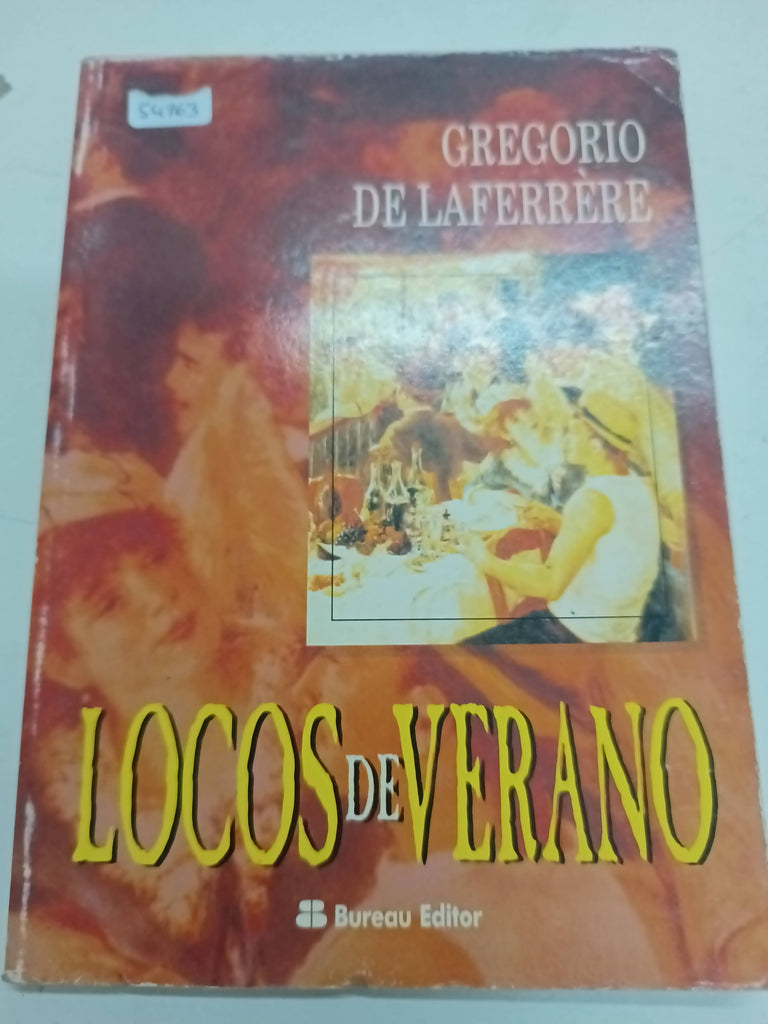 54763
GREGORIO
DE LAFERRÈRE
LOCOS DE VERANO
Bureau Editor